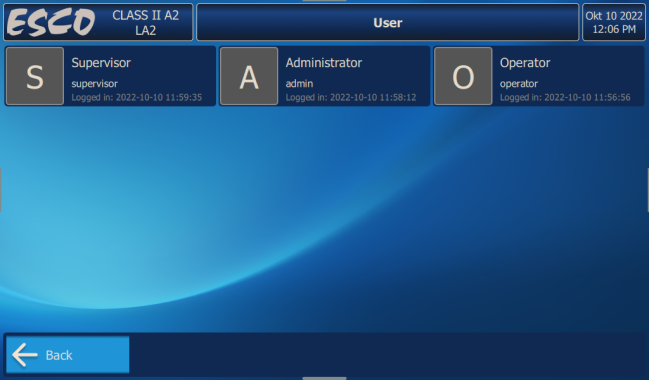 ESCO
CLASS II A2
LA2
User
Okt 10 2022
12:06 PM
S
Supervisor
supervisor
Logged in: 2022-10-10 11:59:35
A
Administrator
admin
Logged in: 2022-10-10 11:58:12
O
Operator
operator
Logged in: 2022-10-10 11:56:56
Back